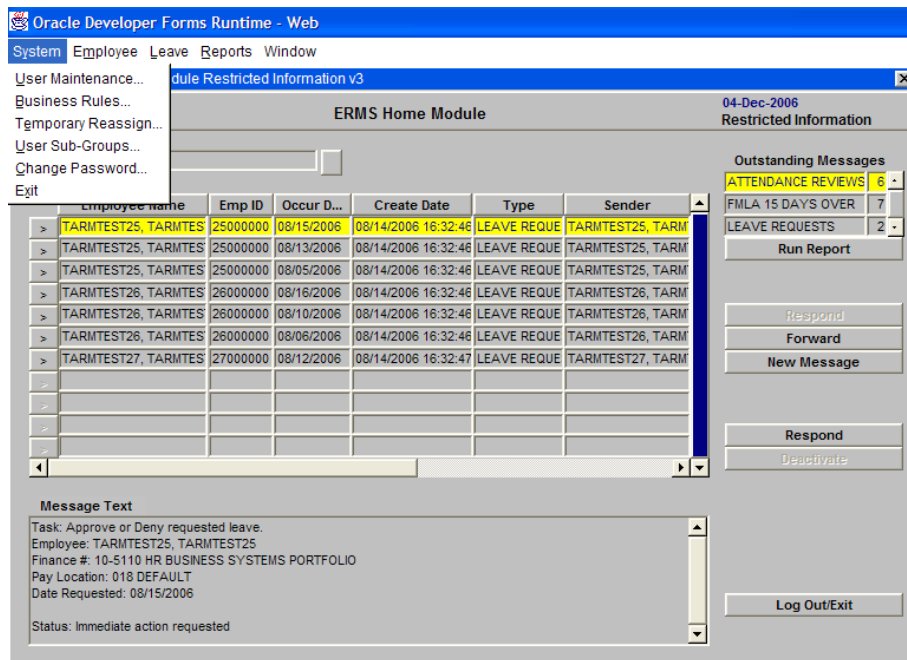 Oracle Developer Forms Runtime - Web
System Employee Leave Reports Window
User Maintenance...
Business Rules...
Temporary Reassign...
User Sub-Groups...
Change Password...
Exit
dule Restricted Information v3
ERMS Home Module
04-Dec-2006
Restricted Information
Outstanding Messages
ATTENDANCE REVIEWS 6
FMLA 15 DAYS OVER 7
LEAVE REQUESTS 2
Run Report
Employee Name Emp ID Occur D... Create Date Type Sender
> TARMTEST25, TARMTES 25000000 08/15/2006 08/14/2006 16:32:46 LEAVE REQUE TARMTEST25, TARM
> TARMTEST25, TARMTES 25000000 08/13/2006 08/14/2006 16:32:46 LEAVE REQUE TARMTEST25, TARM
> TARMTEST25, TARMTES 25000000 08/05/2006 08/14/2006 16:32:46 LEAVE REQUE TARMTEST25, TARM
> TARMTEST26, TARMTES 26000000 08/16/2006 08/14/2006 16:32:46 LEAVE REQUE TARMTEST26, TARM
> TARMTEST26, TARMTES 26000000 08/10/2006 08/14/2006 16:32:46 LEAVE REQUE TARMTEST26, TARM
> TARMTEST26, TARMTES 26000000 08/06/2006 08/14/2006 16:32:46 LEAVE REQUE TARMTEST26, TARM
> TARMTEST27, TARMTES 27000000 08/12/2006 08/14/2006 16:32:47 LEAVE REQUE TARMTEST27, TARM
>
>
>
>
Respond
Forward
New Message
Respond
Deactivate
Message Text
Task: Approve or Deny requested leave.
Employee: TARMTEST25, TARMTEST25
Finance #: 10-5110 HR BUSINESS SYSTEMS PORTFOLIO
Pay Location: 018 DEFAULT
Date Requested: 08/15/2006
Status: Immediate action requested
Log Out/Exit